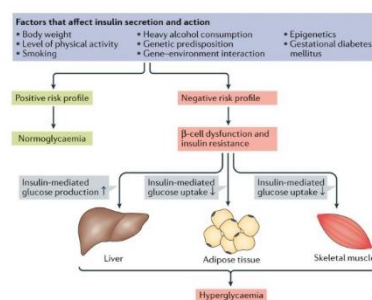 Factors that affect insulin secretion and action
• Body weight
• Level of physical activity
• Smoking
• Heavy alcohol consumption
• Genetic predisposition
• Gene–environment interaction
• Epigenetics
• Gestational diabetes
mellitus
Positive risk profile
Negative risk profile
Normoglycaemia
β-cell dysfunction and
insulin resistance
Insulin-mediated
glucose production ↑
Insulin-mediated
glucose uptake ↓
Insulin-mediated
glucose uptake ↓
Liver
Adipose tissue
Skeletal muscle
Hyperglycaemia